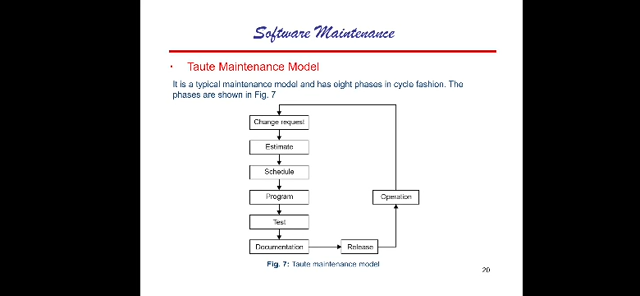 Software Maintenance
• Taute Maintenance Model
It is a typical maintenance model and has eight phases in cycle fashion. The
phases are shown in Fig. 7
Change request
Estimate
Schedule
Program
Operation
Test
Documentation
Release
Fig. 7: Taute maintenance model
20